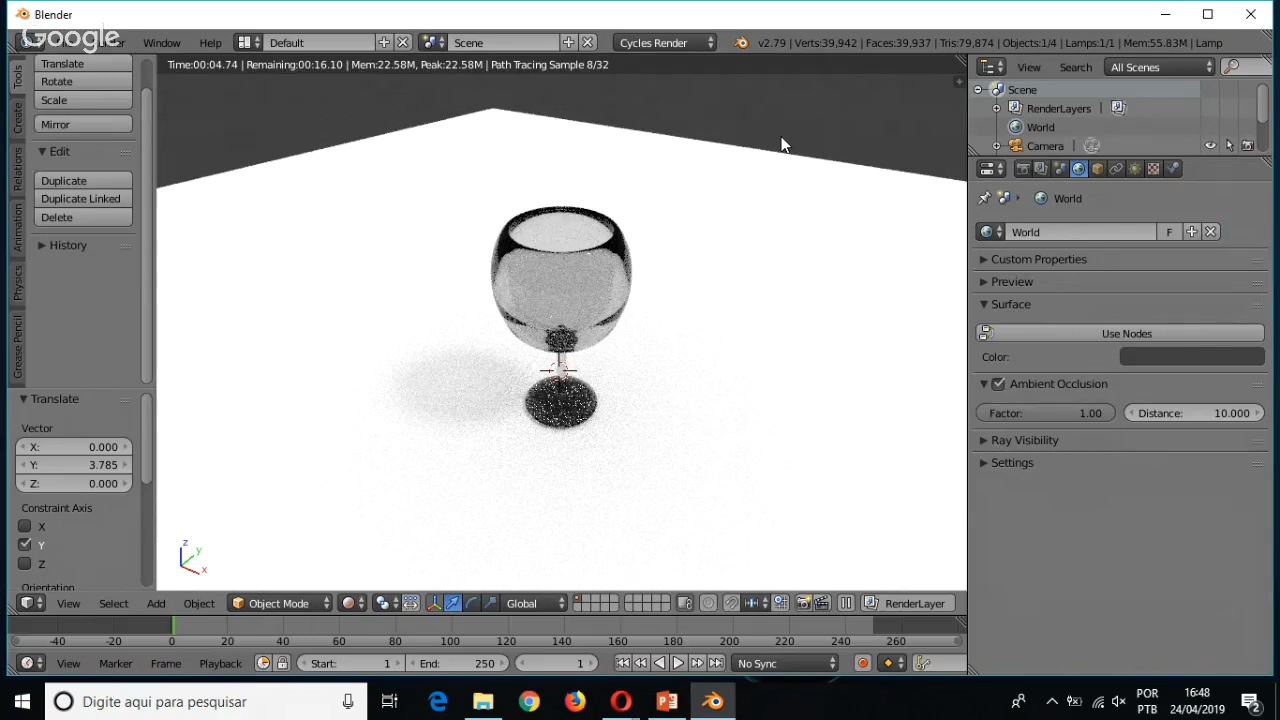 Blender
Google
Window Help Default Scene Cycles Render v2.79 | Verts:39,942 | Faces:39,937 | Tris:79,874 | Objects:1/4 | Lamps:1/1 | Mem:55.83M | Lamp
Time:00:04.74 | Remaining:00:16.10 | Mem:22.58M, Peak:22.58M | Path Tracing Sample 8/32
View Search All Scenes
Tools
Create
Relations
Animation
Physics
Grease Pencil
Translate
Rotate
Scale
Mirror
Edit
Duplicate
Duplicate Linked
Delete
History
Translate
Vector
X: 0.000
Y: 3.785
Z: 0.000
Constraint Axis
X
Y
Z
Orientation
z
y
x
Scene
RenderLayers
World
Camera
World
World F
Custom Properties
Preview
Surface
Use Nodes
Color:
Ambient Occlusion
Factor: 1.00 Distance: 10.000
Ray Visibility
Settings
View Select Add Object Object Mode Global RenderLayer
-40 -20 0 20 40 60 80 100 120 140 160 180 200 220 240 260
View Marker Frame Playback Start: 1 End: 250 1 No Sync
Digite aqui para pesquisar
POR
PTB
16:48
24/04/2019
2